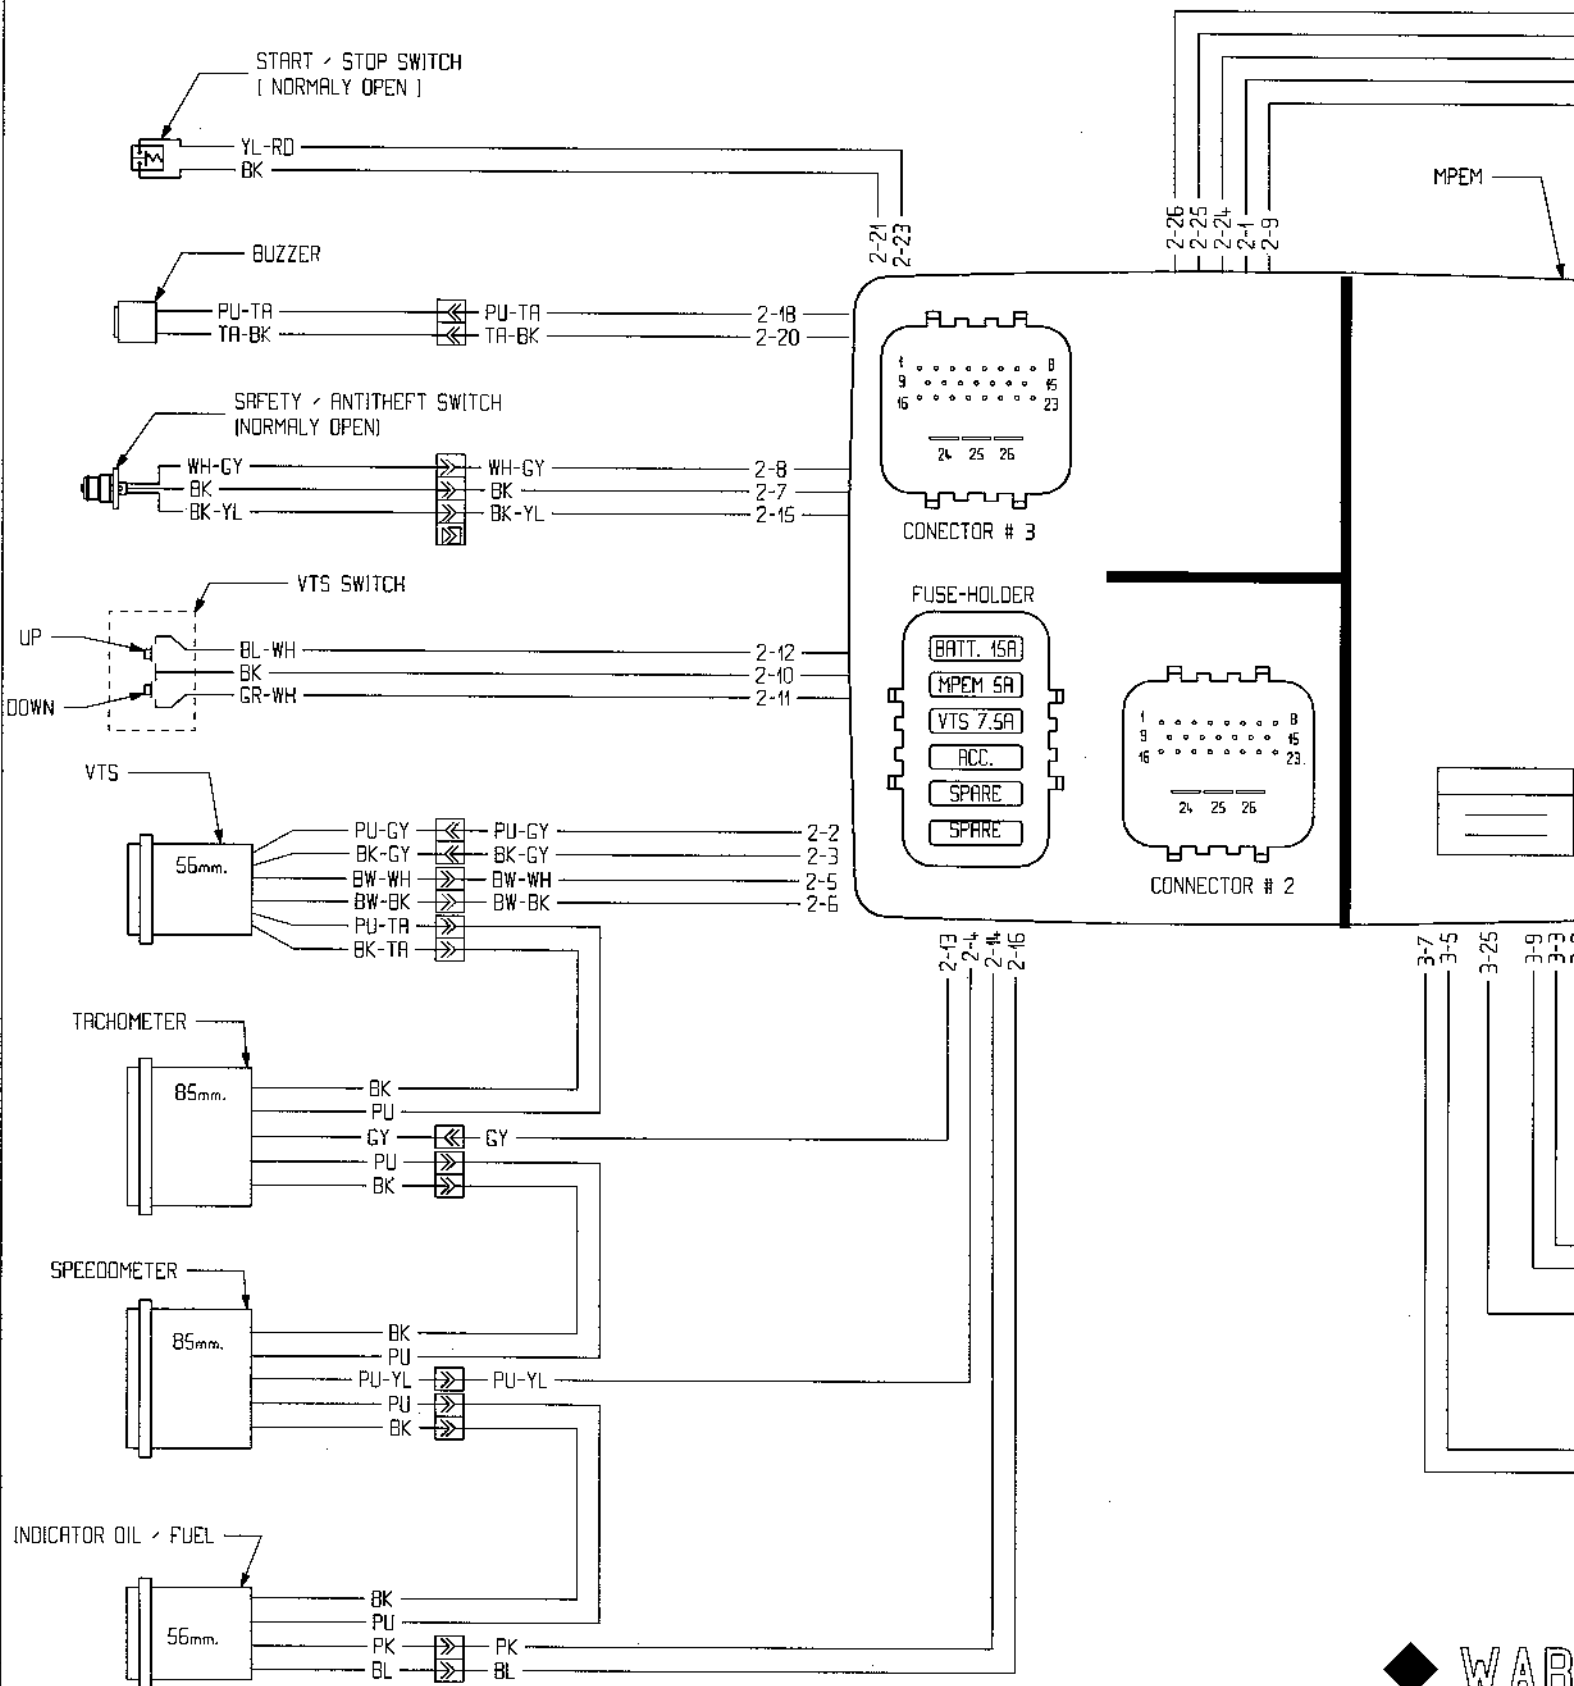 START / STOP SWITCH
[ NORMALY OPEN ]
YL-RD
BK
2-21
2-23
2-26
2-25
2-24
2-1
2-9
MPEM
BUZZER
PU-TA
TA-BK
PU-TA
TA-BK
2-18
2-20
SAFETY / ANTITHEFT SWITCH
(NORMALY OPEN)
WH-GY
BK
BK-YL
WH-GY
BK
BK-YL
2-8
2-7
2-15
1 8
9 15
16 23
24 25 26
CONECTOR # 3
VTS SWITCH
UP
DOWN
BL-WH
BK
GR-WH
2-12
2-10
2-11
FUSE-HOLDER
BATT. 15A
MPEM 5A
VTS 7.5A
ACC.
SPARE
SPARE
1 8
9 15
16 23
24 25 26
CONNECTOR # 2
VTS
56mm.
PU-GY
BK-GY
BW-WH
BW-BK
PU-TA
BK-TA
PU-GY
BK-GY
BW-WH
BW-BK
2-2
2-3
2-5
2-6
2-13
2-4
2-14
2-16
3-7
3-5
3-25
3-9
3-3
TACHOMETER
85mm.
BK
PU
GY
PU
BK
GY
SPEEDOMETER
85mm.
BK
PU
PU-YL
PU
BK
PU-YL
INDICATOR OIL / FUEL
56mm.
BK
PU
PK
BL
PK
BL